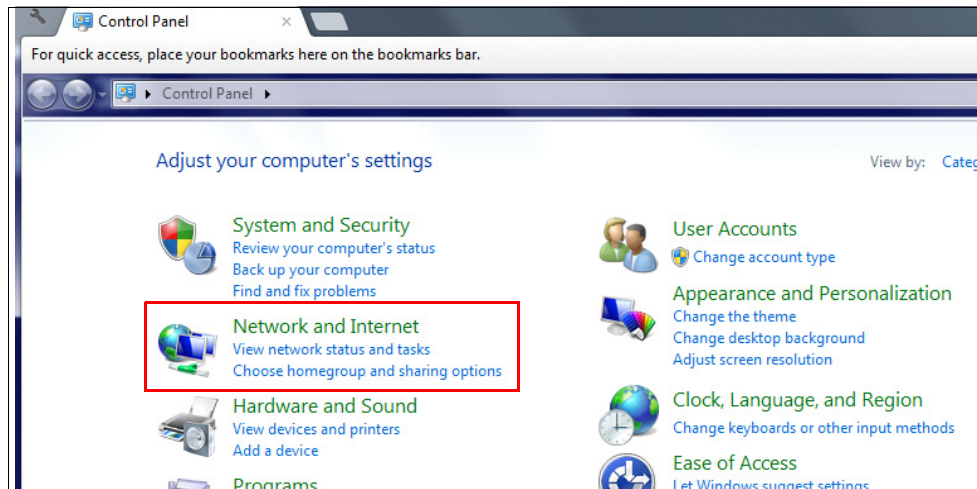 Control Panel
For quick access, place your bookmarks here on the bookmarks bar.
Control Panel
Adjust your computer's settings
View by:
System and Security
Review your computer's status
Back up your computer
Find and fix problems
Network and Internet
View network status and tasks
Choose homegroup and sharing options
Hardware and Sound
View devices and printers
Add a device
Programs
User Accounts
Change account type
Appearance and Personalization
Change the theme
Change desktop background
Adjust screen resolution
Clock, Language, and Region
Change keyboards or other input methods
Ease of Access
Let Windows suggest settings